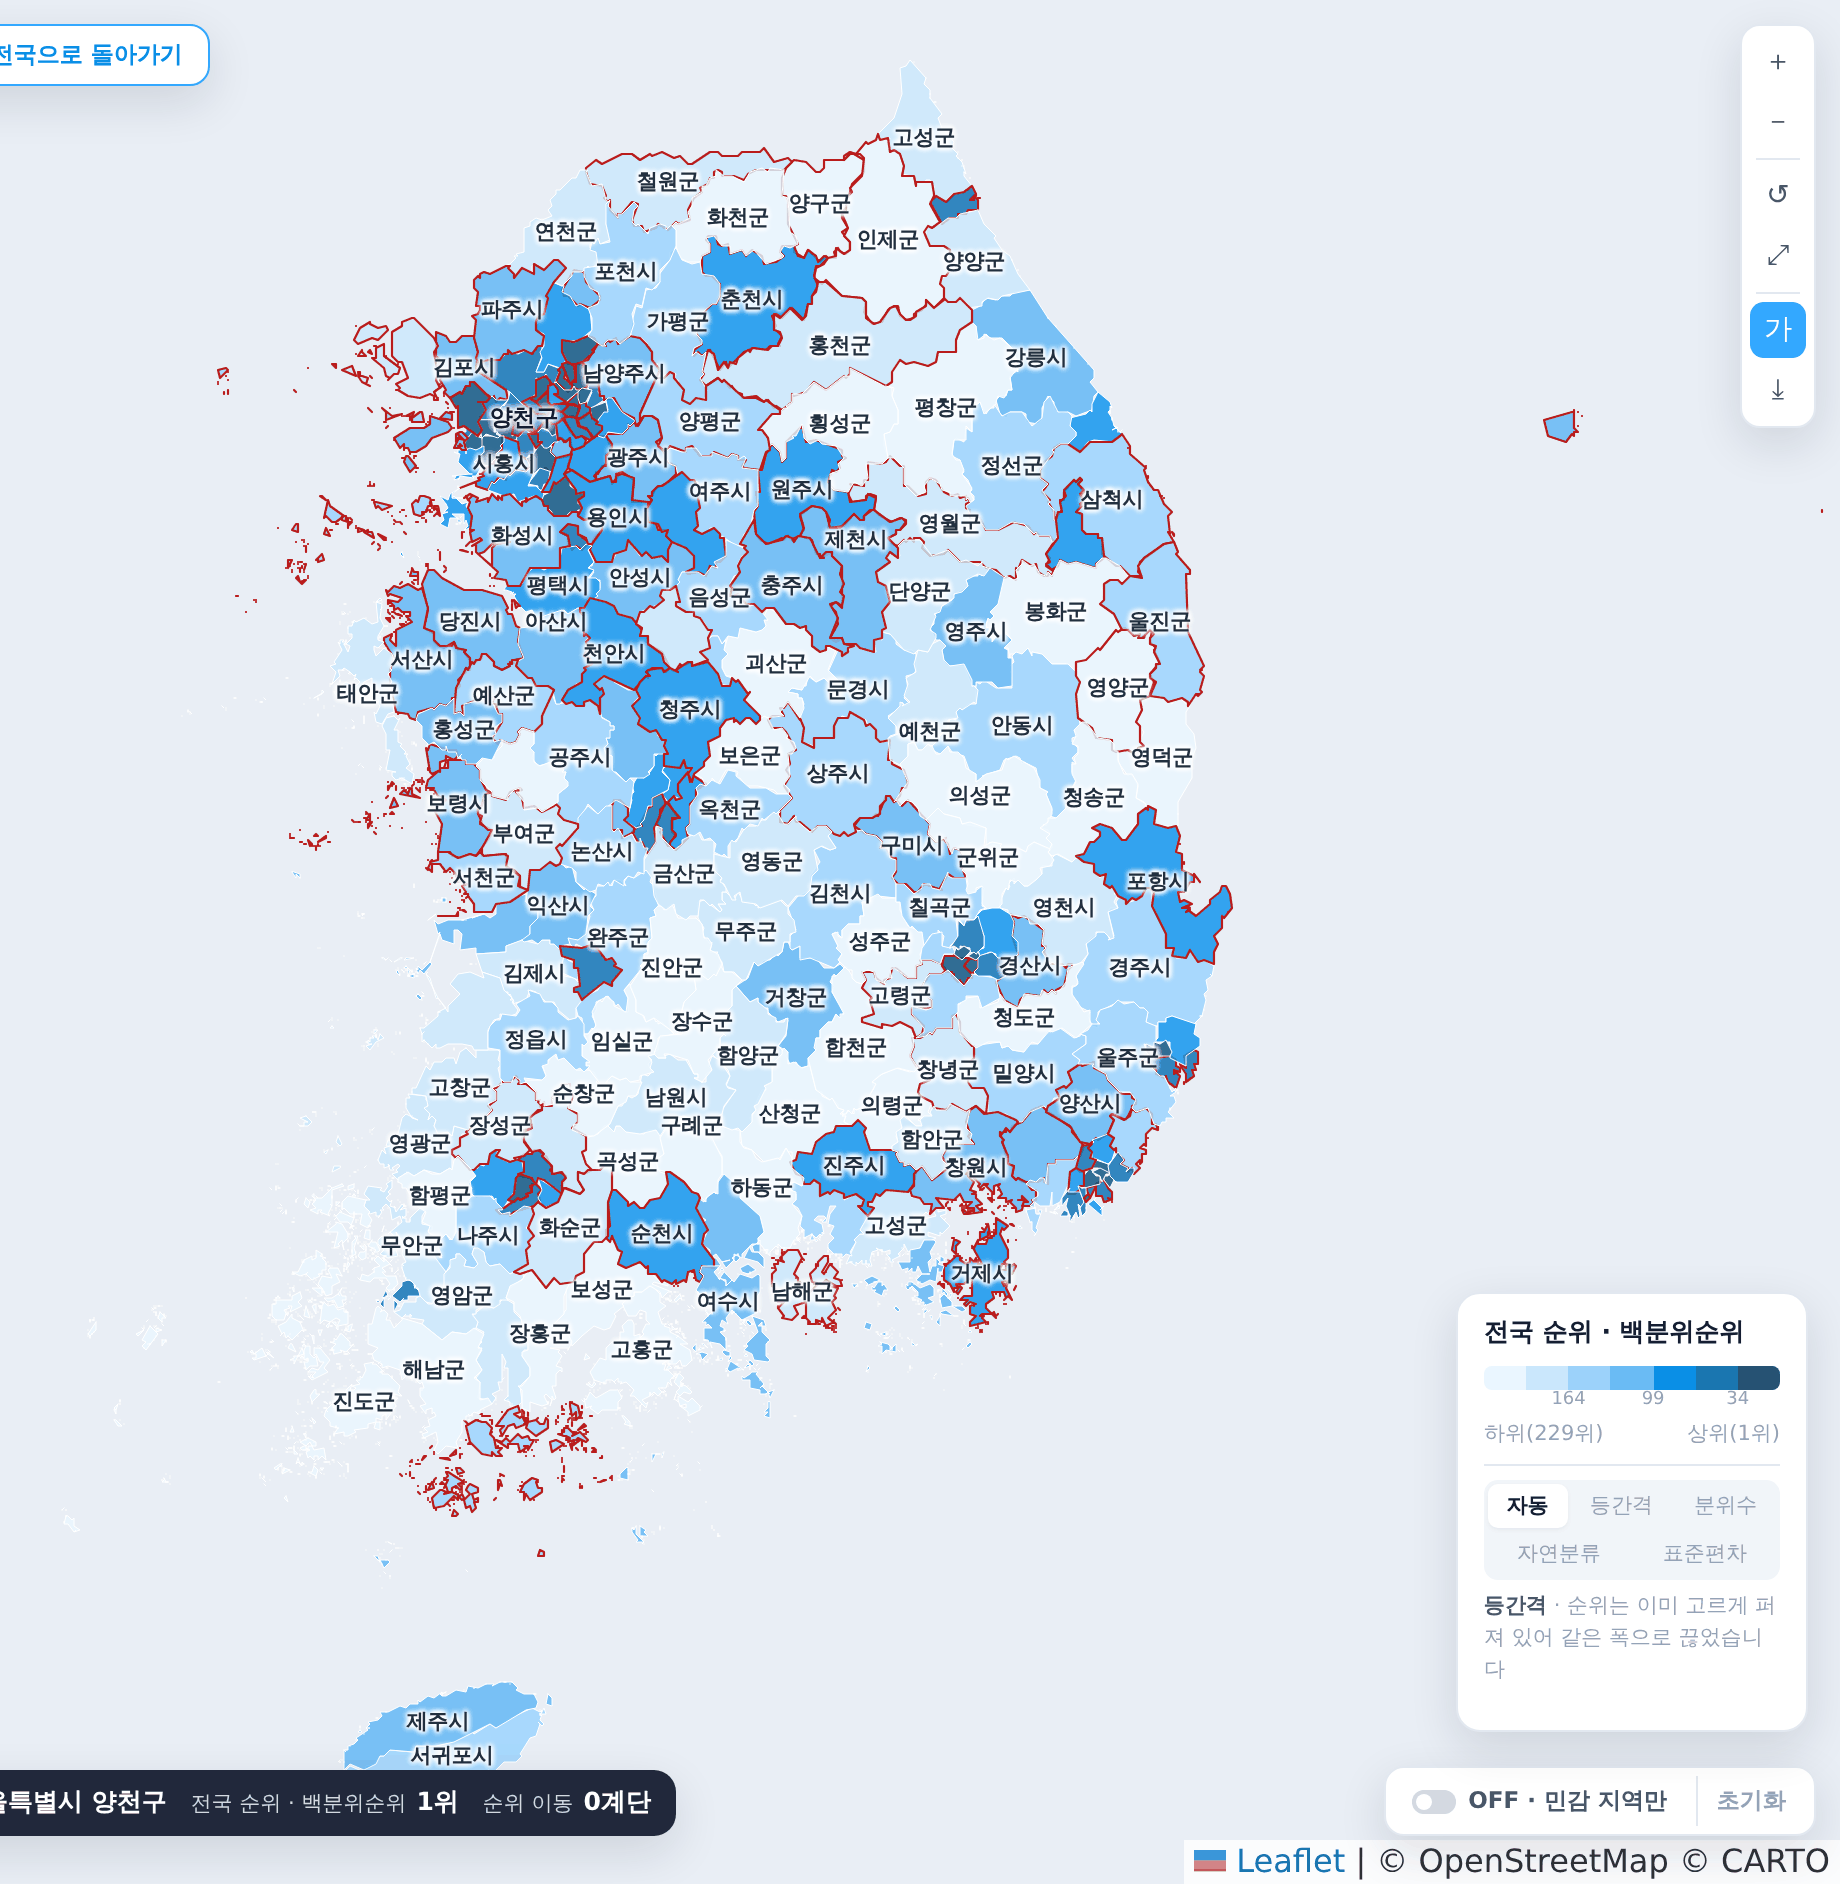 전국으로 돌아가기
+
−
↺
⤢
가
↓
고성군
철원군
양구군
화천군
연천군
인제군
양양군
포천시
춘천시
파주시
가평군
홍천군
강릉시
김포시
남양주시
양천구
양평군
횡성군
평창군
시흥시
광주시
여주시
원주시
정선군
삼척시
화성시
용인시
제천시
영월군
평택시
안성시
음성군
충주시
단양군
봉화군
울진군
당진시
아산시
영주시
서산시
천안시
괴산군
태안군
예산군
청주시
문경시
영양군
홍성군
공주시
보은군
예천군
안동시
영덕군
상주시
보령시
부여군
옥천군
의성군
청송군
논산시
구미시
군위군
서천군
금산군
영동군
김천시
포항시
익산시
칠곡군
영천시
완주군
무주군
성주군
김제시
진안군
경산시
경주시
거창군
고령군
정읍시
임실군
장수군
청도군
함양군
합천군
울주군
고창군
순창군
남원시
창녕군
밀양시
장성군
구례군
산청군
의령군
양산시
영광군
곡성군
함안군
진주시
창원시
함평군
하동군
나주시
화순군
순천시
고성군
무안군
영암군
보성군
여수시
남해군
거제시
장흥군
고흥군
해남군
진도군
제주시
서귀포시
전국 순위 · 백분위순위
164 99 34
하위(229위) 상위(1위)
자동 등간격 분위수
자연분류 표준편차
등간격 · 순위는 이미 고르게 퍼
져 있어 같은 폭으로 끊었습니
다
특별시 양천구 전국 순위 · 백분위순위 1위 순위 이동 0계단
OFF · 민감 지역만 초기화
Leaflet | © OpenStreetMap © CARTO